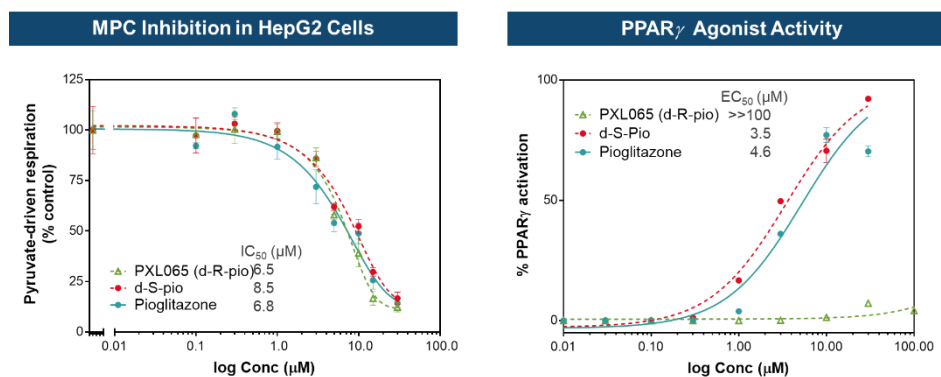 MPC Inhibition in HepG2 Cells
Pyruvate-driven respiration
(% control)
125
100
75
50
25
0
IC50 (μM)
PXL065 (d-R-pio) 6.5
d-S-pio 8.5
Pioglitazone 6.8
0.01 0.1 1.0 10.0 100.0
log Conc (μM)
PPARγ Agonist Activity
% PPARγ activation
100
50
0
EC50 (μM)
PXL065 (d-R-pio) >>100
d-S-Pio 3.5
Pioglitazone 4.6
0.01 0.10 1.00 10.00 100.00
log Conc (μM)